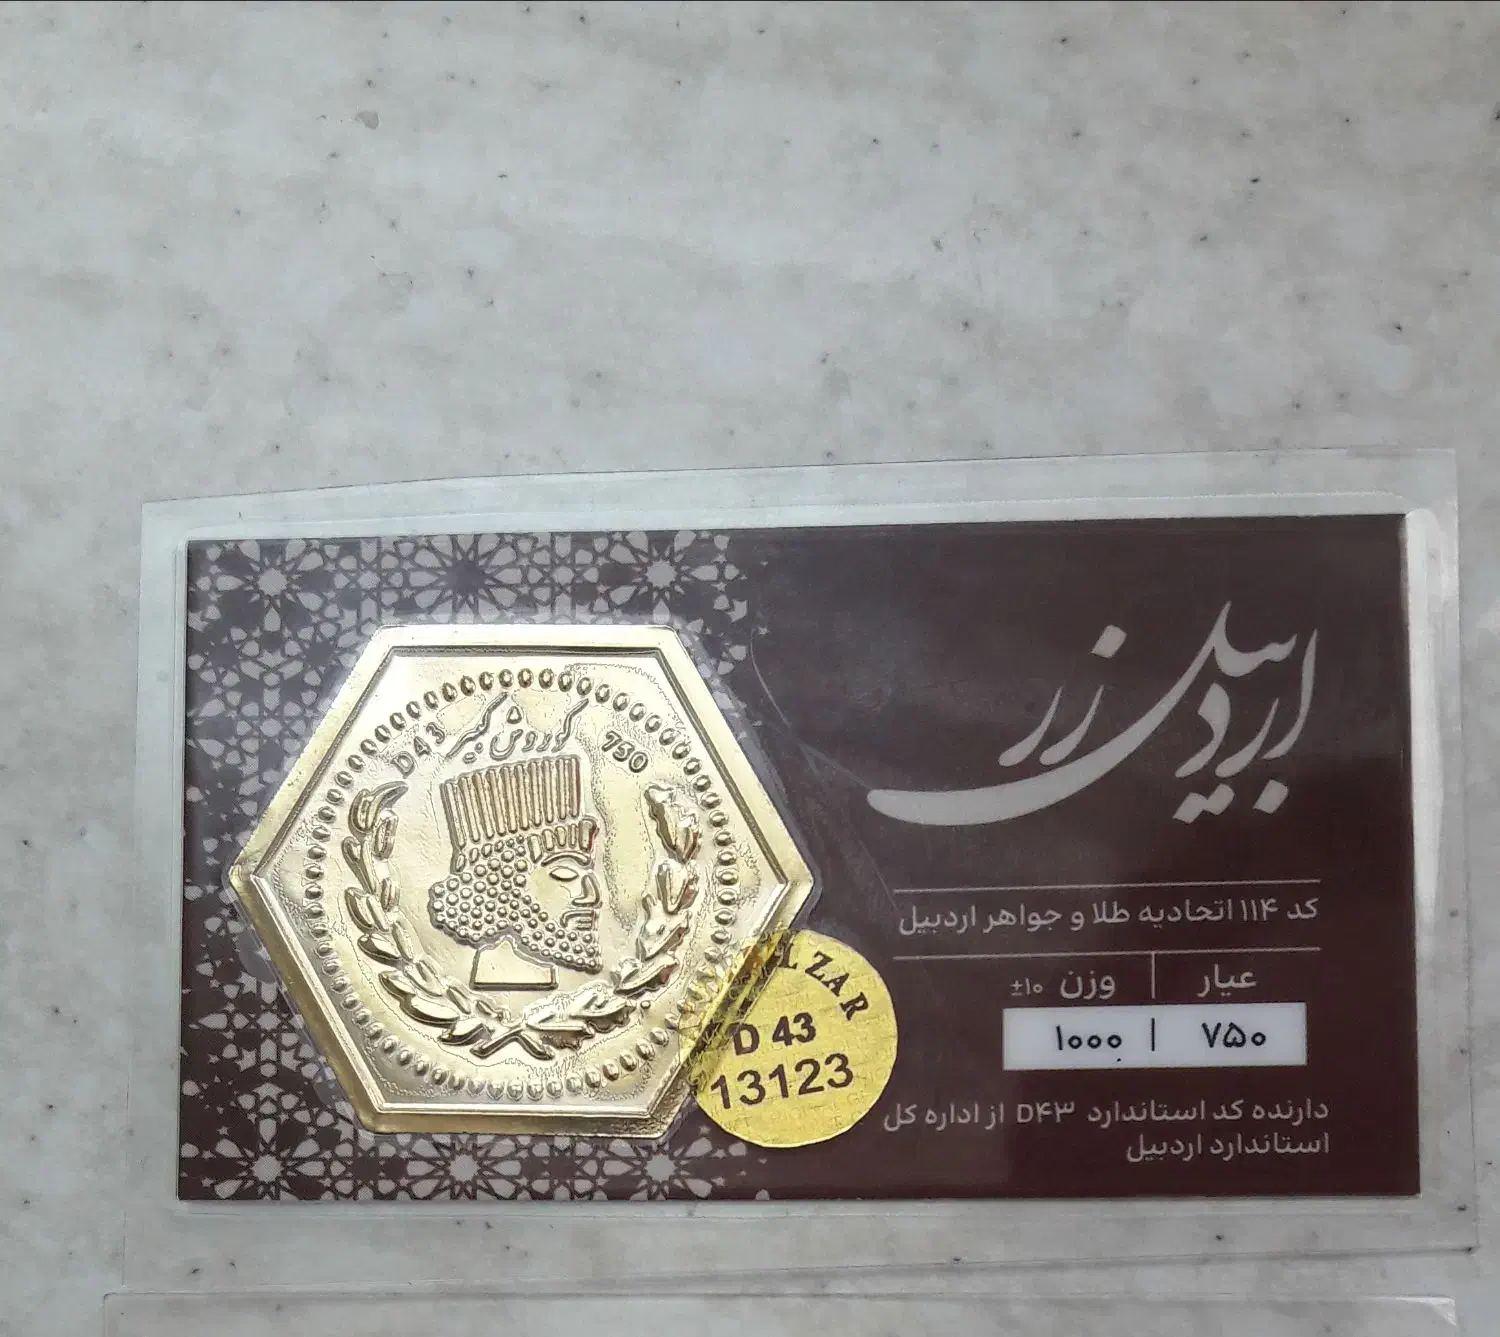 D43 کوروش کبیر 750
اردبیل زر
کد ۱۱۴ اتحادیه طلا و جواهر اردبیل
عیار | وزن ±۱۰
۷۵۰ | ۱۰۰۰
دارنده کد استاندارد D۴۳ از اداره کل
استاندارد اردبیل
L ZAR
D 43
13123